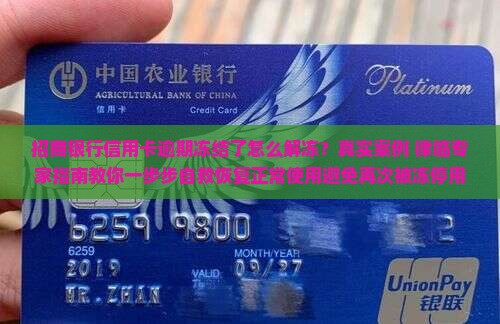 中国农业银行
Platinum
AGRICULTURAL BANK OF CHINA
信用卡 Credit Card
招商银行信用卡逾期冻结了怎么解冻？真实案例 律师专
家指南教你一步步自救恢复正常使用避免再次被冻停用
6259 9800 2
6259 MONTH/YEAR
2019 VALID 09/27
MR.ZHAN
UnionPay
银联